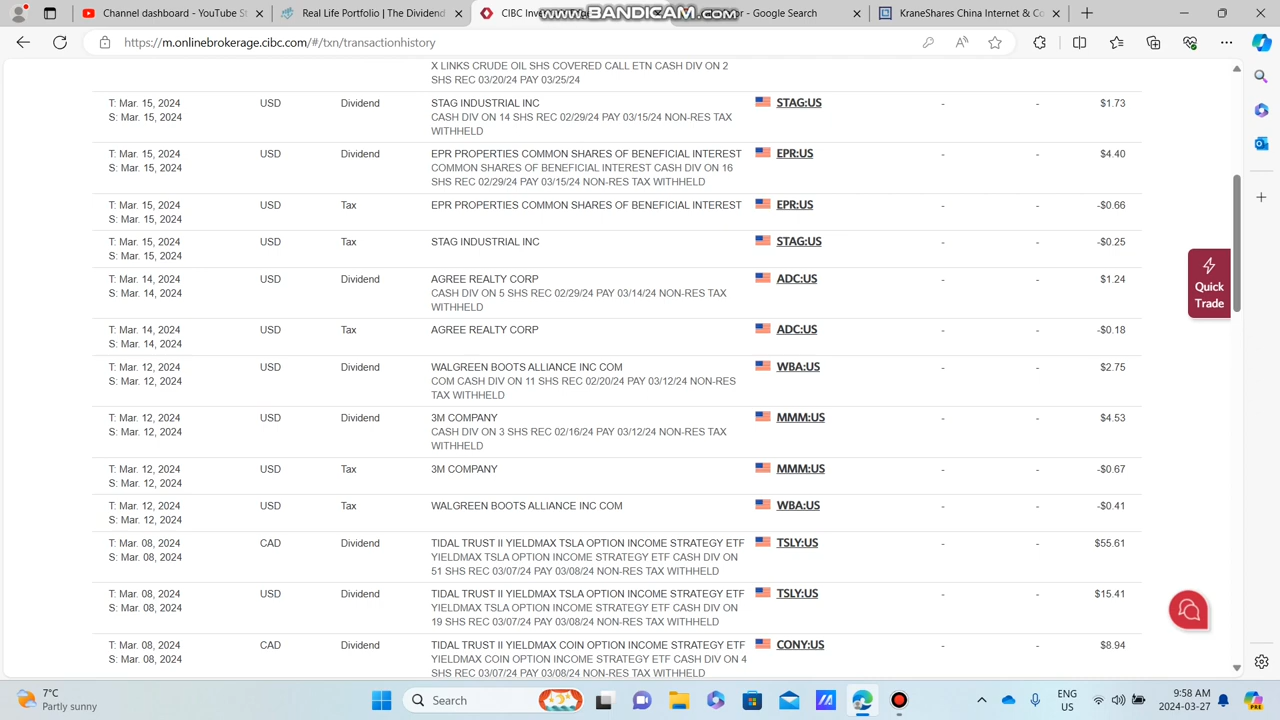 www.BANDICAM.com
Dashboard - YouTube
Settings
CIBC Inve
or - Google Search
KraneShares China Internet & Co
https://m.onlinebrokerage.cibc.com/#/txn/transactionhistory
X LINKS CRUDE OIL SHS COVERED CALL ETN CASH DIV ON 2
SHS REC 03/20/24 PAY 03/25/24
T: Mar. 15, 2024 USD Dividend STAG INDUSTRIAL INC STAG:US - - $1.73
S: Mar. 15, 2024 CASH DIV ON 14 SHS REC 02/29/24 PAY 03/15/24 NON-RES TAX
WITHHELD
T: Mar. 15, 2024 USD Dividend EPR PROPERTIES COMMON SHARES OF BENEFICIAL INTEREST EPR:US - - $4.40
S: Mar. 15, 2024 COMMON SHARES OF BENEFICIAL INTEREST CASH DIV ON 16
SHS REC 02/29/24 PAY 03/15/24 NON-RES TAX WITHHELD
T: Mar. 15, 2024 USD Tax EPR PROPERTIES COMMON SHARES OF BENEFICIAL INTEREST EPR:US - - -$0.66
S: Mar. 15, 2024
T: Mar. 15, 2024 USD Tax STAG INDUSTRIAL INC STAG:US - - -$0.25
S: Mar. 15, 2024
T: Mar. 14, 2024 USD Dividend AGREE REALTY CORP ADC:US - - $1.24
S: Mar. 14, 2024 CASH DIV ON 5 SHS REC 02/29/24 PAY 03/14/24 NON-RES TAX
WITHHELD
T: Mar. 14, 2024 USD Tax AGREE REALTY CORP ADC:US - - -$0.18
S: Mar. 14, 2024
T: Mar. 12, 2024 USD Dividend WALGREEN BOOTS ALLIANCE INC COM WBA:US - - $2.75
S: Mar. 12, 2024 COM CASH DIV ON 11 SHS REC 02/20/24 PAY 03/12/24 NON-RES
TAX WITHHELD
T: Mar. 12, 2024 USD Dividend 3M COMPANY MMM:US - - $4.53
S: Mar. 12, 2024 CASH DIV ON 3 SHS REC 02/16/24 PAY 03/12/24 NON-RES TAX
WITHHELD
T: Mar. 12, 2024 USD Tax 3M COMPANY MMM:US - - -$0.67
S: Mar. 12, 2024
T: Mar. 12, 2024 USD Tax WALGREEN BOOTS ALLIANCE INC COM WBA:US - - -$0.41
S: Mar. 12, 2024
T: Mar. 08, 2024 CAD Dividend TIDAL TRUST II YIELDMAX TSLA OPTION INCOME STRATEGY ETF TSLY:US - - $55.61
S: Mar. 08, 2024 YIELDMAX TSLA OPTION INCOME STRATEGY ETF CASH DIV ON
51 SHS REC 03/07/24 PAY 03/08/24 NON-RES TAX WITHHELD
T: Mar. 08, 2024 USD Dividend TIDAL TRUST II YIELDMAX TSLA OPTION INCOME STRATEGY ETF TSLY:US - - $15.41
S: Mar. 08, 2024 YIELDMAX TSLA OPTION INCOME STRATEGY ETF CASH DIV ON
19 SHS REC 03/07/24 PAY 03/08/24 NON-RES TAX WITHHELD
T: Mar. 08, 2024 CAD Dividend TIDAL TRUST II YIELDMAX COIN OPTION INCOME STRATEGY ETF CONY:US - - $8.94
S: Mar. 08, 2024 YIELDMAX COIN OPTION INCOME STRATEGY ETF CASH DIV ON 4
SHS REC 03/07/24 PAY 03/08/24 NON-RES TAX WITHHELD
Quick
Trade
7°C
Partly sunny
Search
ENG
US
9:58 AM
2024-03-27
PRE